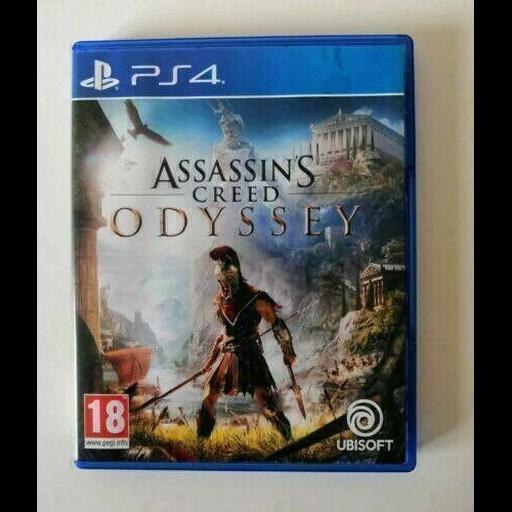 PS4
ASSASSIN'S
CREED
ODYSSEY
18
www.pegi.info
UBISOFT